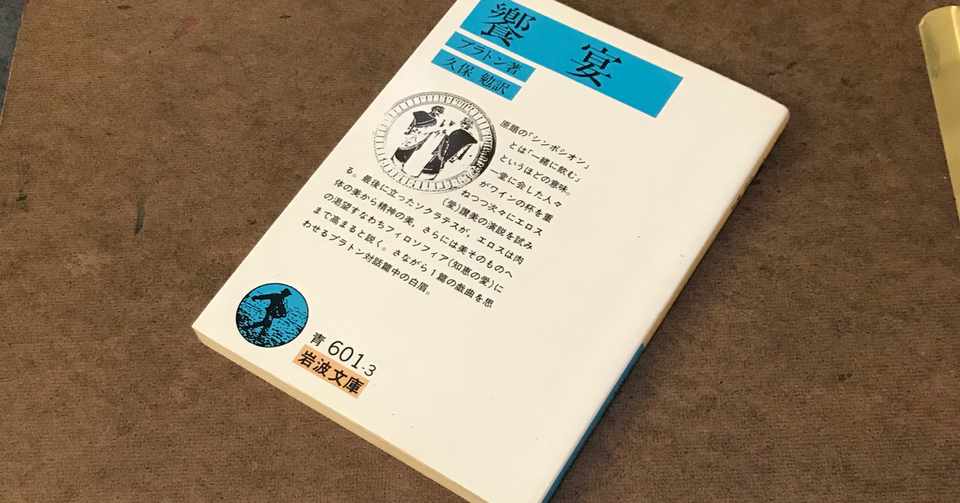 饗宴
プラトン著
久保 勉訳
原題の「シンポシオン」
とは「一緒に飲む」
というほどの意味。
一堂に会した人々
がワインの杯を重
ねつつ次々にエロス
(愛)讃美の演説を試み
る。最後に立ったソクラテスが、エロスは肉
体の美から精神の美、さらには美そのものへ
の渇望すなわちフィロソフィア(知恵の愛)に
まで高まると説く。さながら1篇の戯曲を思
わせるプラトン対話篇中の白眉。
青 601-3
岩波文庫